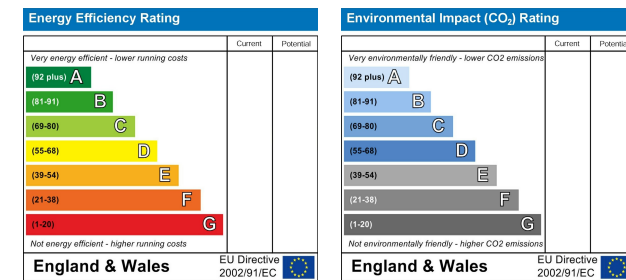 Energy Efficiency Rating
Current Potential
Very energy efficient - lower running costs
(92 plus) A
(81-91) B
(69-80) C
(55-68) D
(39-54) E
(21-38) F
(1-20) G
Not energy efficient - higher running costs
England & Wales
EU Directive
2002/91/EC
Environmental Impact (CO₂) Rating
Current Potential
Very environmentally friendly - lower CO2 emissions
(92 plus) A
(81-91) B
(69-80) C
(55-68) D
(39-54) E
(21-38) F
(1-20) G
Not environmentally friendly - higher CO2 emissions
England & Wales
EU Directive
2002/91/EC